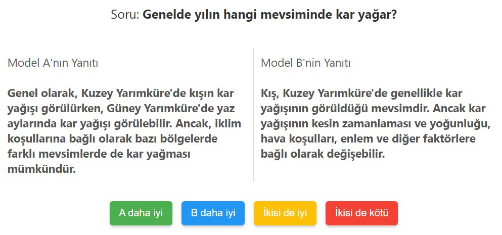 Soru: Genelde yılın hangi mevsiminde kar yağar?
Model A'nın Yanıtı
Genel olarak, Kuzey Yarımküre'de kışın kar
yağışı görülürken, Güney Yarımküre'de yaz
aylarında kar yağışı görülebilir. Ancak, iklim
koşullarına bağlı olarak bazı bölgelerde
farklı mevsimlerde de kar yağması
mümkündür.
Model B'nin Yanıtı
Kış, Kuzey Yarımküre'de genellikle kar
yağışının görüldüğü mevsimdir. Ancak kar
yağışının kesin zamanlaması ve yoğunluğu,
hava koşulları, enlem ve diğer faktörlere
bağlı olarak değişebilir.
A daha iyi
B daha iyi
İkisi de iyi
İkisi de kötü